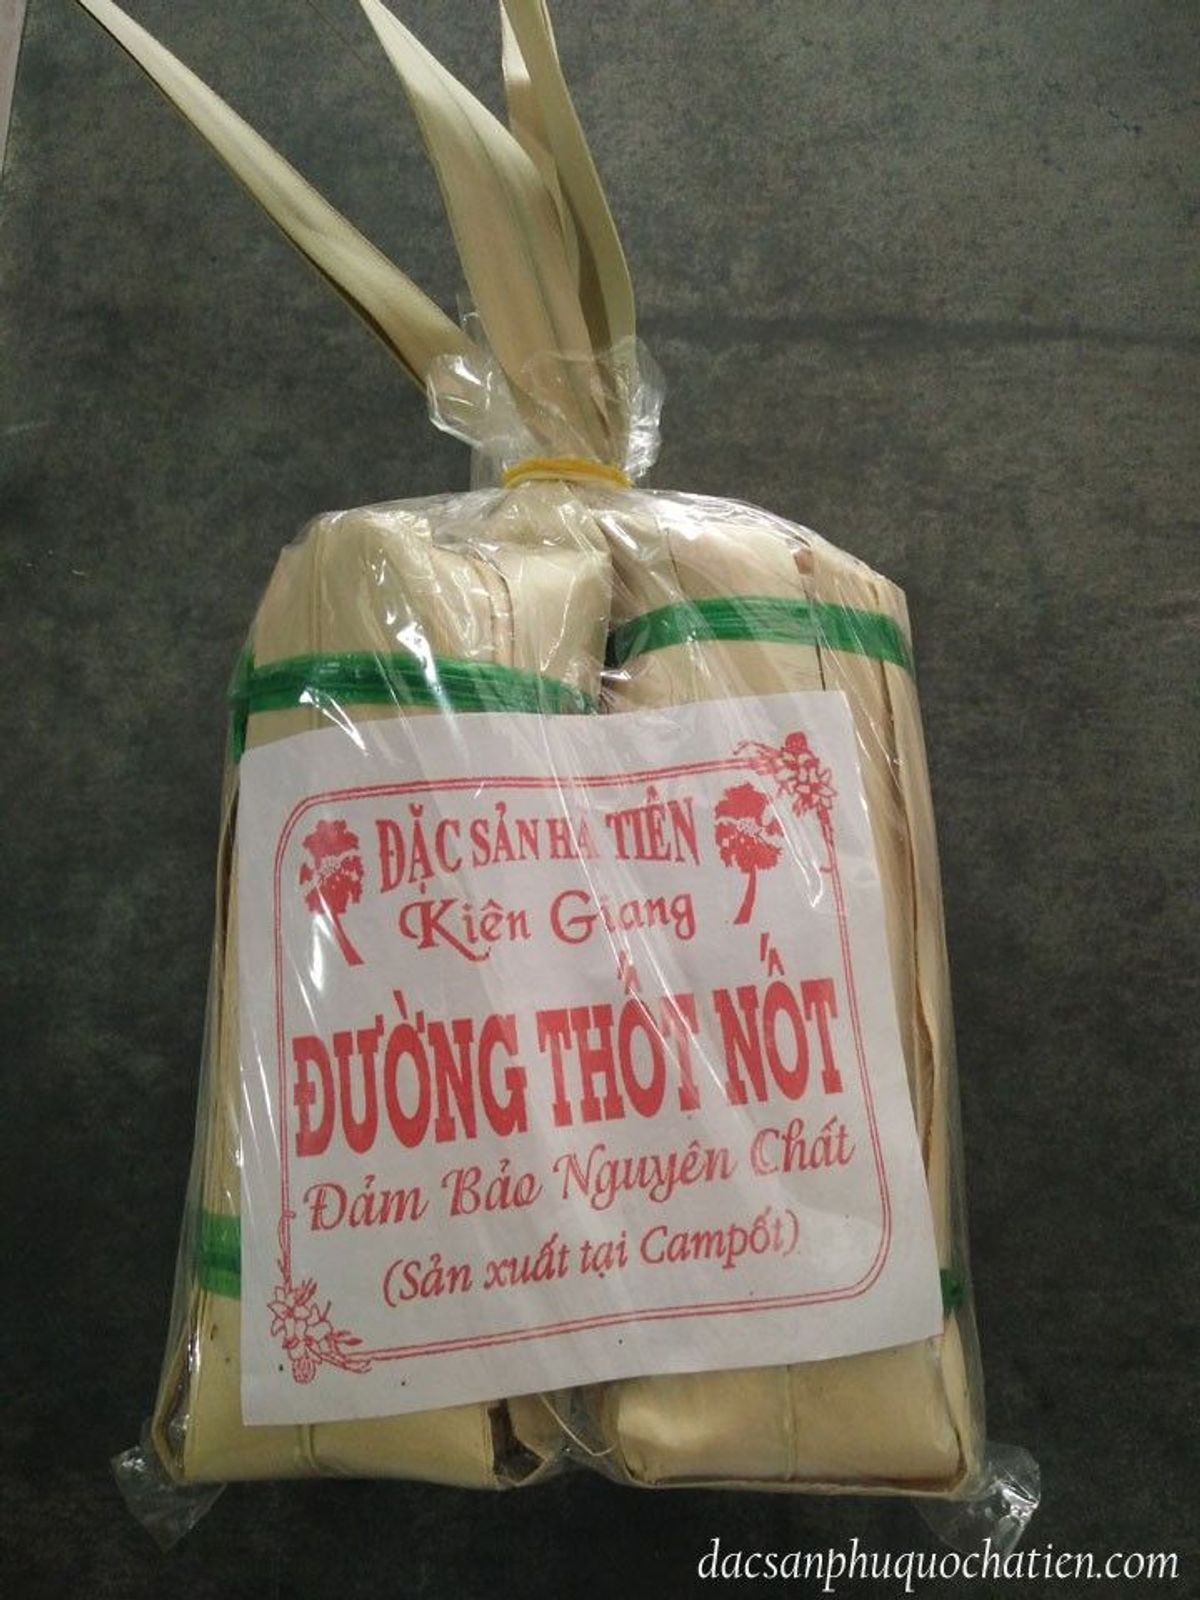 ĐẶC SẢN HÀ TIÊN
Kiên Giang
ĐƯỜNG THỐT NỐT
Đảm Bảo Nguyên Chất
(Sản xuất tại Campốt)
dacsanphuquochatien.com